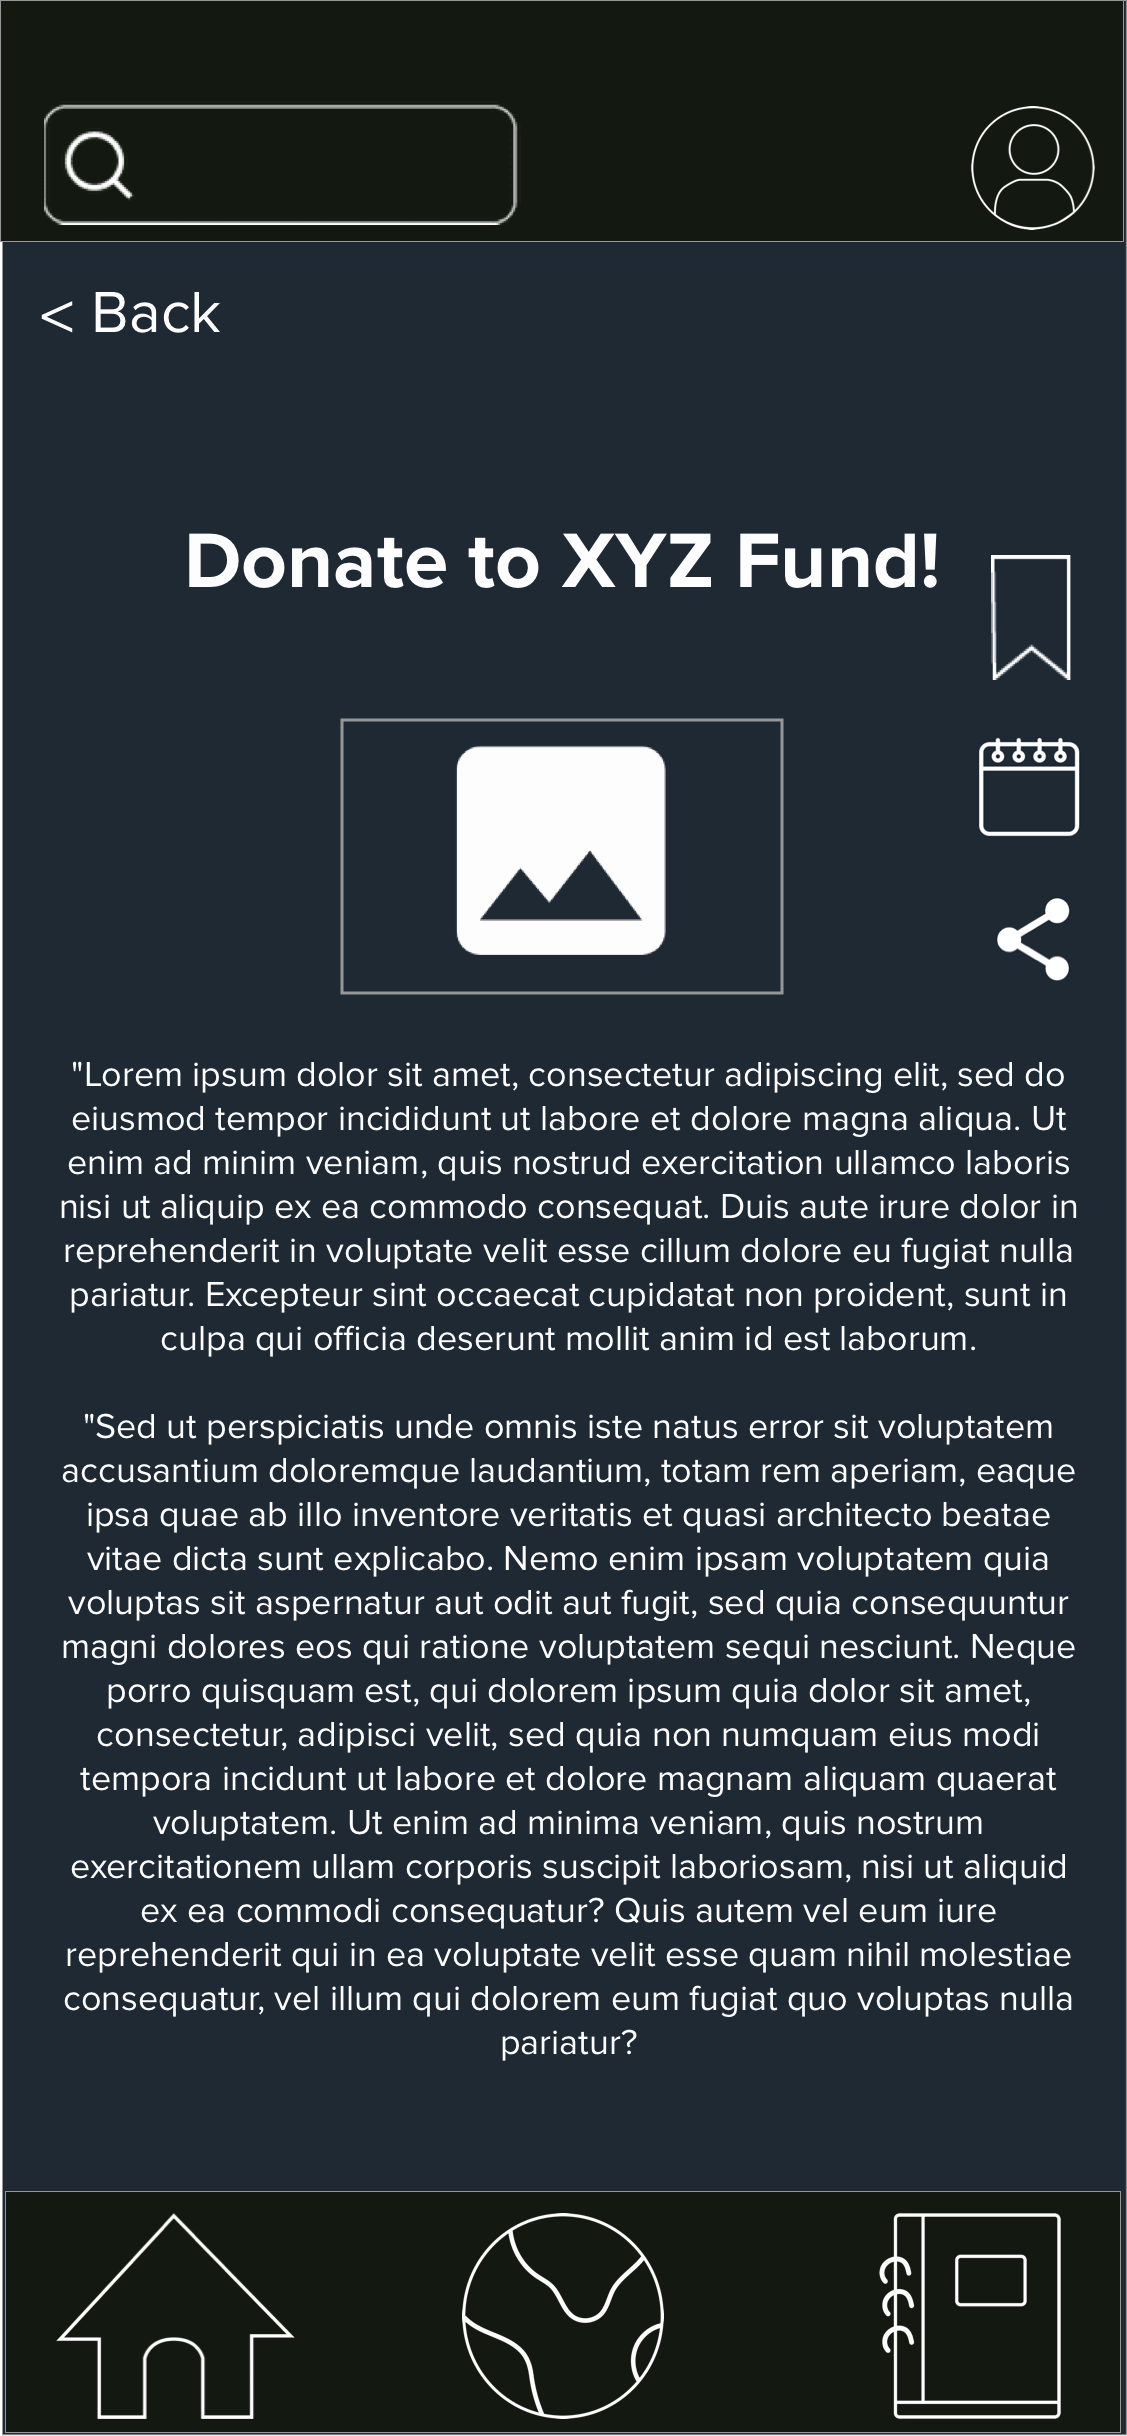 < Back
Donate to XYZ Fund!
"Lorem ipsum dolor sit amet, consectetur adipiscing elit, sed do
eiusmod tempor incididunt ut labore et dolore magna aliqua. Ut
enim ad minim veniam, quis nostrud exercitation ullamco laboris
nisi ut aliquip ex ea commodo consequat. Duis aute irure dolor in
reprehenderit in voluptate velit esse cillum dolore eu fugiat nulla
pariatur. Excepteur sint occaecat cupidatat non proident, sunt in
culpa qui officia deserunt mollit anim id est laborum.
"Sed ut perspiciatis unde omnis iste natus error sit voluptatem
accusantium doloremque laudantium, totam rem aperiam, eaque
ipsa quae ab illo inventore veritatis et quasi architecto beatae
vitae dicta sunt explicabo. Nemo enim ipsam voluptatem quia
voluptas sit aspernatur aut odit aut fugit, sed quia consequuntur
magni dolores eos qui ratione voluptatem sequi nesciunt. Neque
porro quisquam est, qui dolorem ipsum quia dolor sit amet,
consectetur, adipisci velit, sed quia non numquam eius modi
tempora incidunt ut labore et dolore magnam aliquam quaerat
voluptatem. Ut enim ad minima veniam, quis nostrum
exercitationem ullam corporis suscipit laboriosam, nisi ut aliquid
ex ea commodi consequatur? Quis autem vel eum iure
reprehenderit qui in ea voluptate velit esse quam nihil molestiae
consequatur, vel illum qui dolorem eum fugiat quo voluptas nulla
pariatur?